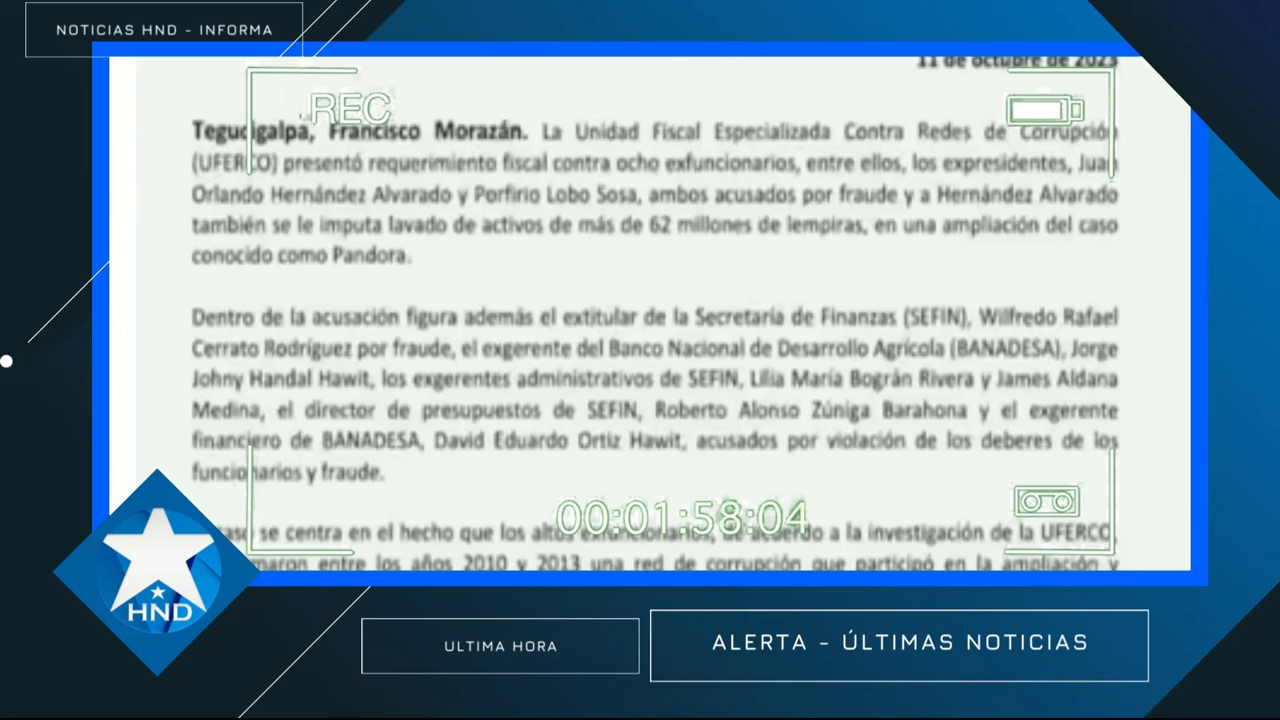 NOTICIAS HND - INFORMA
11 de octubre de 2023
.REC
Tegucigalpa, Francisco Morazán. La Unidad Fiscal Especializada Contra Redes de Corrupción
(UFERCO) presentó requerimiento fiscal contra ocho exfuncionarios, entre ellos, los expresidentes, Juan
Orlando Hernández Alvarado y Porfirio Lobo Sosa, ambos acusados por fraude y a Hernández Alvarado
también se le imputa lavado de activos de más de 62 millones de lempiras, en una ampliación del caso
conocido como Pandora.
Dentro de la acusación figura además el extitular de la Secretaría de Finanzas (SEFIN), Wilfredo Rafael
Cerrato Rodríguez por fraude, el exgerente del Banco Nacional de Desarrollo Agrícola (BANADESA), Jorge
Johny Handal Hawit, los exgerentes administrativos de SEFIN, Lilia María Bográn Rivera y James Aldana
Medina, el director de presupuestos de SEFIN, Roberto Alonso Zúniga Barahona y el exgerente
financiero de BANADESA, David Eduardo Ortiz Hawit, acusados por violación de los deberes de los
funcionarios y fraude.
00:01:58:04
se centra en el hecho que los altos exfuncionarios, de acuerdo a la investigación de la UFERCO,
entre los años 2010 y 2013 una red de corrupción que participó en la ampliación y
HND
ULTIMA HORA
ALERTA - ÚLTIMAS NOTICIAS